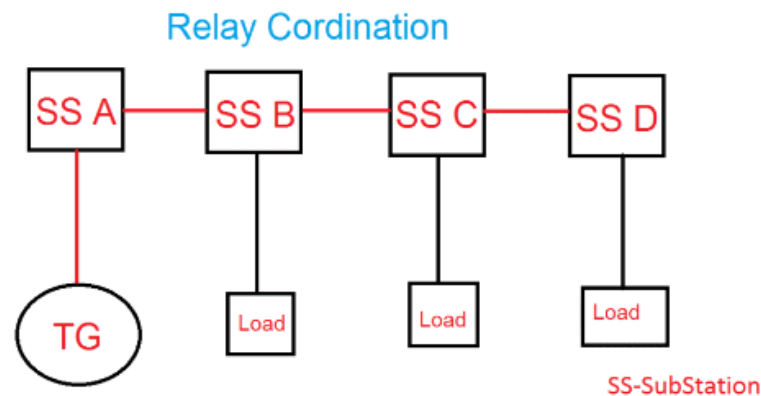 Relay Cordination
SS A
SS B
SS C
SS D
TG
Load
Load
Load
SS-SubStation